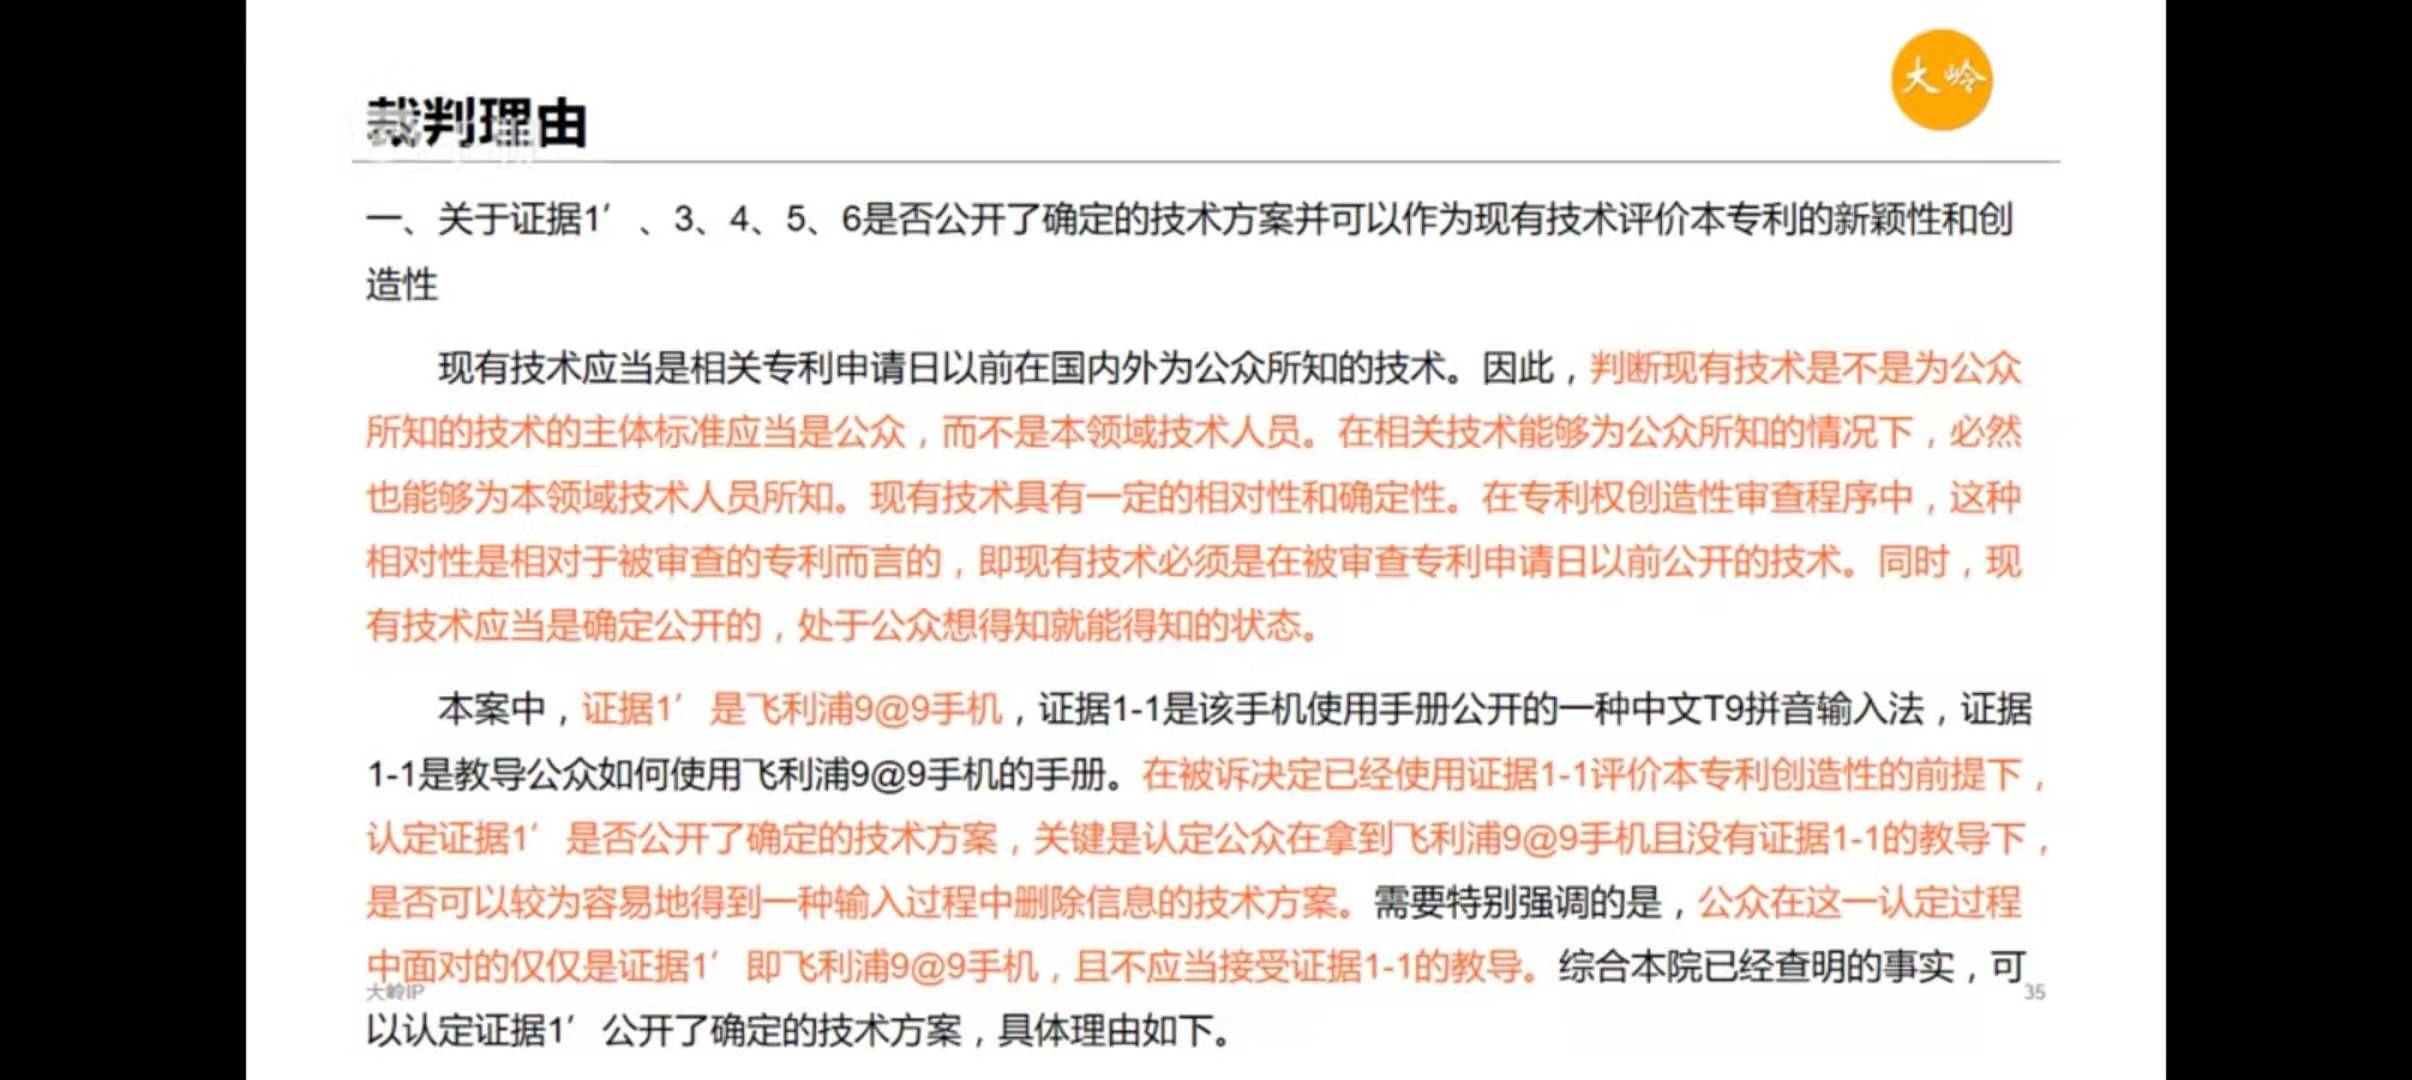 大岭
裁判理由
一、关于证据1′、3、4、5、6是否公开了确定的技术方案并可以作为现有技术评价本专利的新颖性和创
造性
现有技术应当是相关专利申请日以前在国内外为公众所知的技术。因此，判断现有技术是不是为公众
所知的技术的主体标准应当是公众，而不是本领域技术人员。在相关技术能够为公众所知的情况下，必然
也能够为本领域技术人员所知。现有技术具有一定的相对性和确定性。在专利权创造性审查程序中，这种
相对性是相对于被审查的专利而言的，即现有技术必须是在被审查专利申请日以前公开的技术。同时，现
有技术应当是确定公开的，处于公众想得知就能得知的状态。
本案中，证据1′是飞利浦9@9手机，证据1-1是该手机使用手册公开的一种中文T9拼音输入法，证据
1-1是教导公众如何使用飞利浦9@9手机的手册。在被诉决定已经使用证据1-1评价本专利创造性的前提下，
认定证据1′是否公开了确定的技术方案，关键是认定公众在拿到飞利浦9@9手机且没有证据1-1的教导下，
是否可以较为容易地得到一种输入过程中删除信息的技术方案。需要特别强调的是，公众在这一认定过程
中面对的仅仅是证据1′即飞利浦9@9手机，且不应当接受证据1-1的教导。综合本院已经查明的事实，可
大岭IP
35
以认定证据1′公开了确定的技术方案，具体理由如下。